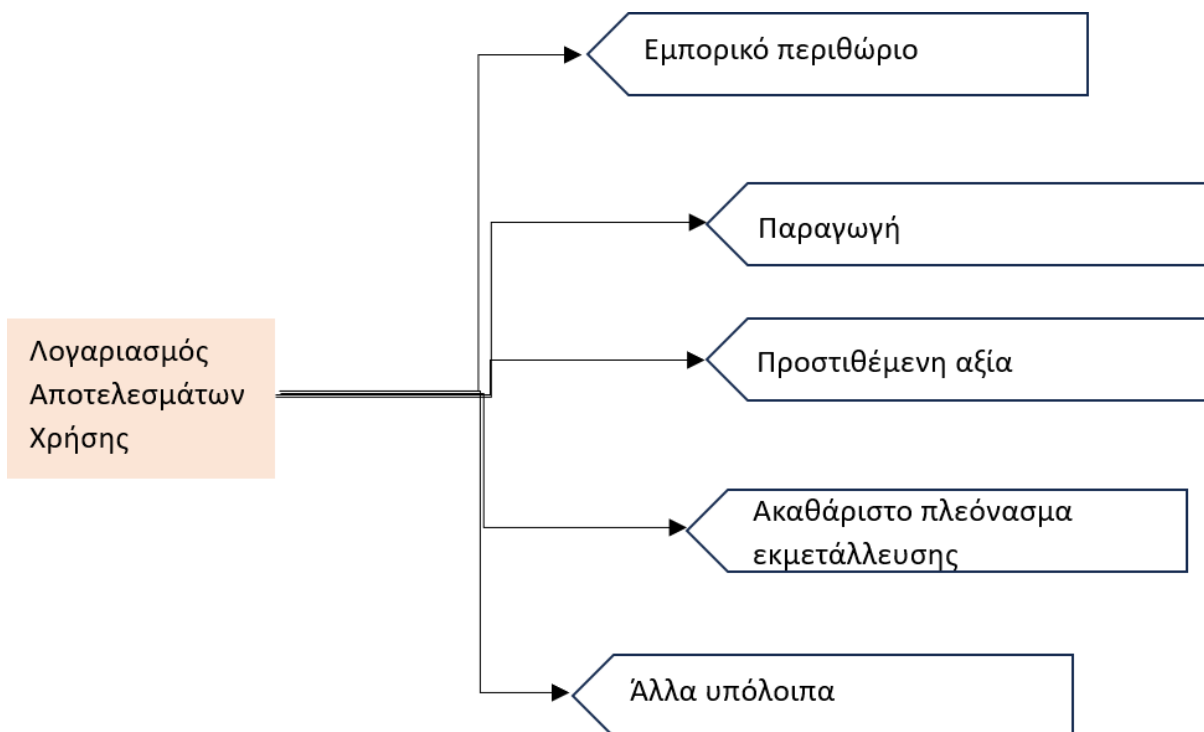 Εμπορικό περιθώριο
Παραγωγή
Λογαριασμός
Αποτελεσμάτων
Χρήσης
Προστιθέμενη αξία
Ακαθάριστο πλεόνασμα
εκμετάλλευσης
Άλλα υπόλοιπα